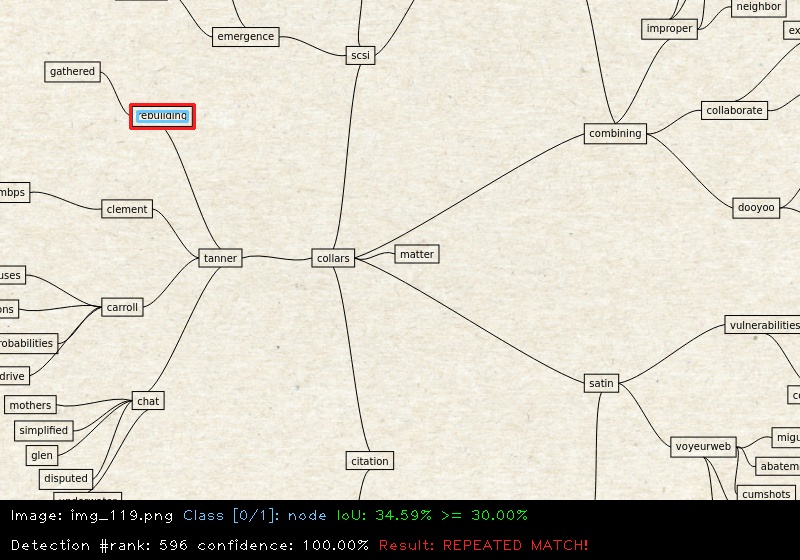 neighbor
improper
ex
emergence
scsi
gathered
rebuilding
collaborate
combining
mbps
clement
dooyoo
tanner
collars
matter
uses
ons
carroll
vulnerabilities
robabilities
drive
satin
chat
mothers
simplified
migu
voyeurweb
glen
citation
abatem
disputed
cumshots
underwater
Image: img_119.png Class [0/1]: node IoU: 34.59% >= 30.00%
Detection #rank: 596 confidence: 100.00% Result: REPEATED MATCH!